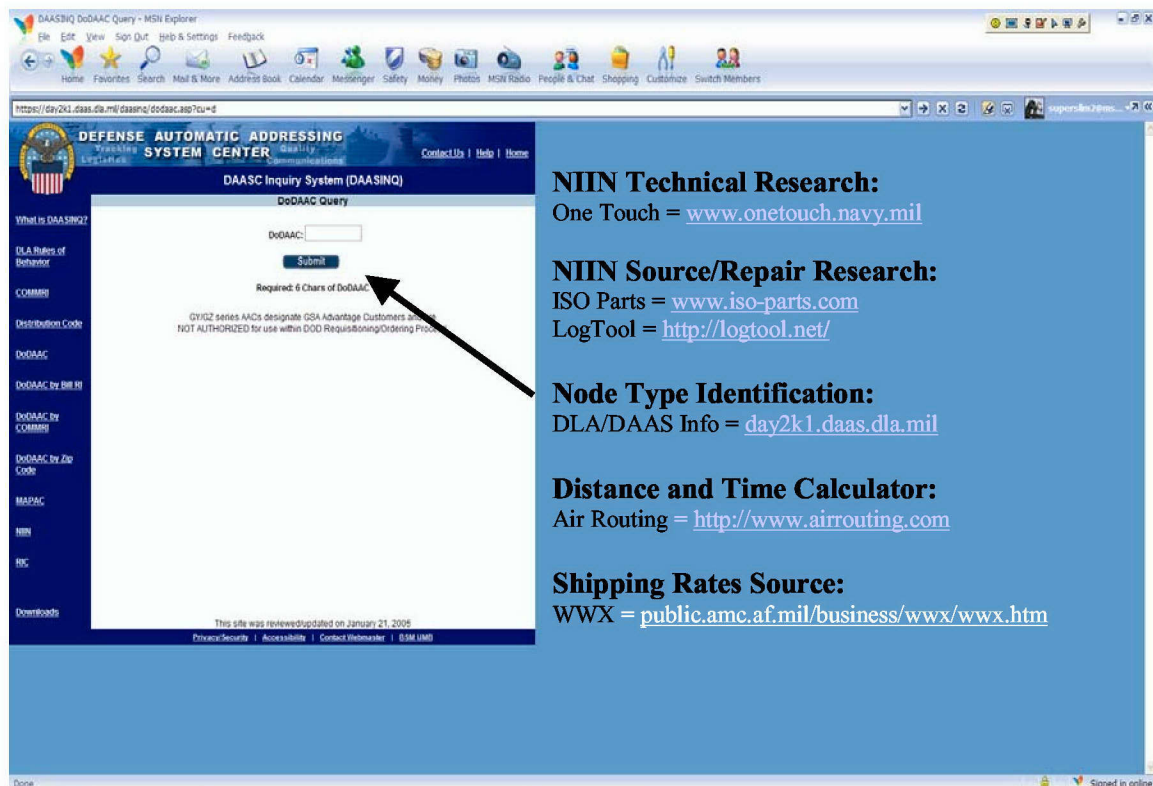 DAASINQ DoDAAC Query - MSN Explorer
File Edit View Sign Out Help & Settings Feedback
Home Favorites Search Mail & More Address Book Calendar Messenger Safety Money Photos MSN Radio People & Chat Shopping Customize Switch Members
https://day2k1.daas.dla.mil/daasinq/dodaac.asp?cu=d
DEFENSE AUTOMATIC ADDRESSING
SYSTEM CENTER
Tracking Quality
Logistics Communications
Contact Us | Help | Home
DAASC Inquiry System (DAASINQ)
DoDAAC Query
What is DAASINQ?
DLA Rules of
Behavior
COMMRI
Distribution Code
DoDAAC
DoDAAC by Bill RI
DoDAAC by
COMMRI
DoDAAC by Zip
Code
MAPAC
NIIN
RIC
Downloads
DoDAAC:
Submit
Required: 6 Chars of DoDAAC
GY/GZ series AACs designate GSA Advantage Customers and
NOT AUTHORIZED for use within DOD Requisitioning/Ordering
This site was reviewed/updated on January 21, 2005
Privacy/Security | Accessibility | Contact Webmaster | BSM UMD
NIIN Technical Research:
One Touch = www.onetouch.navy.mil
NIIN Source/Repair Research:
ISO Parts = www.iso-parts.com
LogTool = http://logtool.net/
Node Type Identification:
DLA/DAAS Info = day2k1.daas.dla.mil
Distance and Time Calculator:
Air Routing = http://www.airrouting.com
Shipping Rates Source:
WWX = public.amc.af.mil/business/wwx/wwx.htm
Done
Signed in online